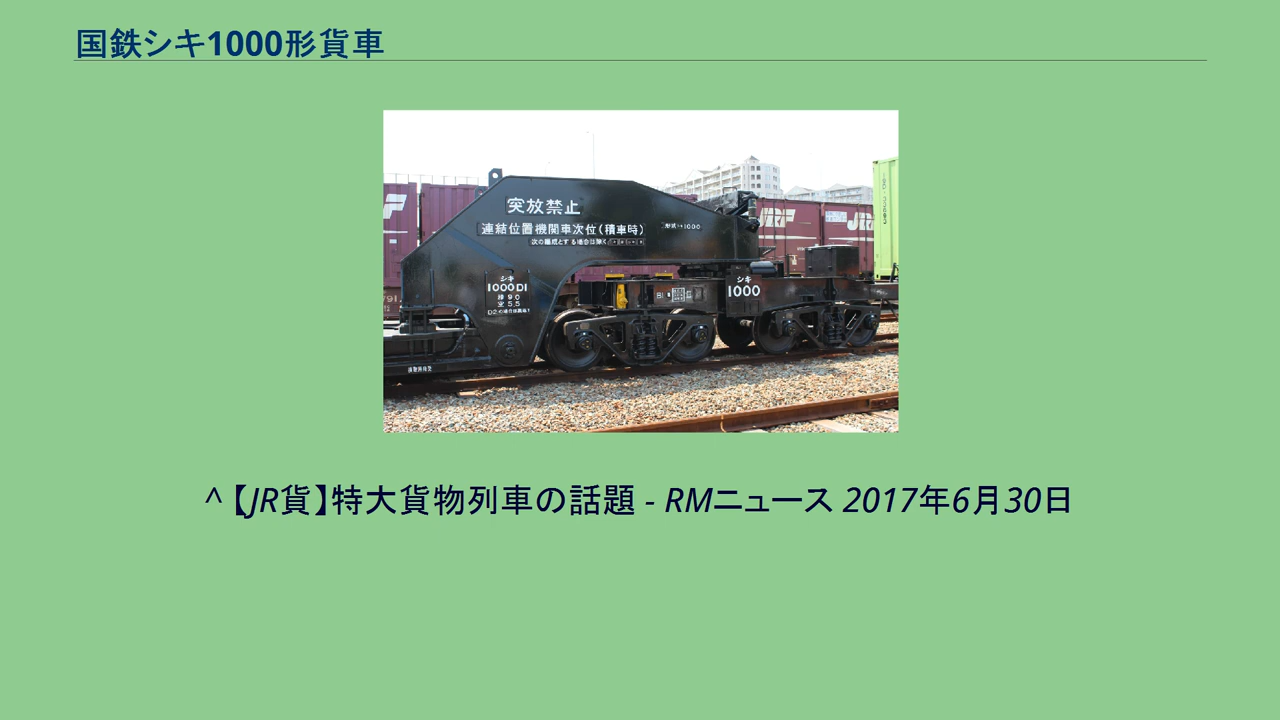 国鉄シキ1000形貨車
突放禁止
連結位置機関車次位(積車時)
シキ
1000D1
シキ
1000
JRF
^【JR貨】特大貨物列車の話題 - RMニュース 2017年6月30日